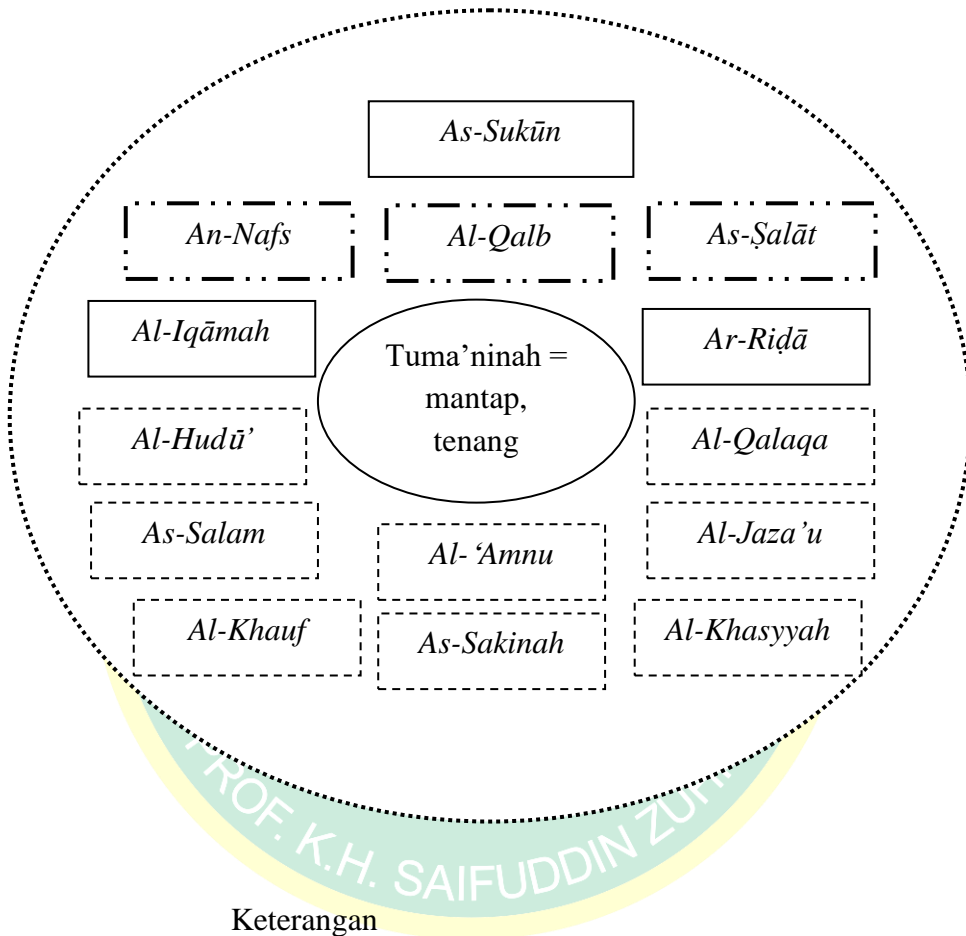 As-Sukūn
An-Nafs
Al-Qalb
As-Ṣalāt
Al-Iqāmah
Tuma’ninah =
mantap,
tenang
Ar-Riḍā
Al-Hudū’
Al-Qalaqa
As-Salam
Al- ‘Amnu
Al-Jaza’u
Al-Khauf
As-Sakinah
Al-Khasyyah
PROF. K.H. SAIFUDDIN
Keterangan